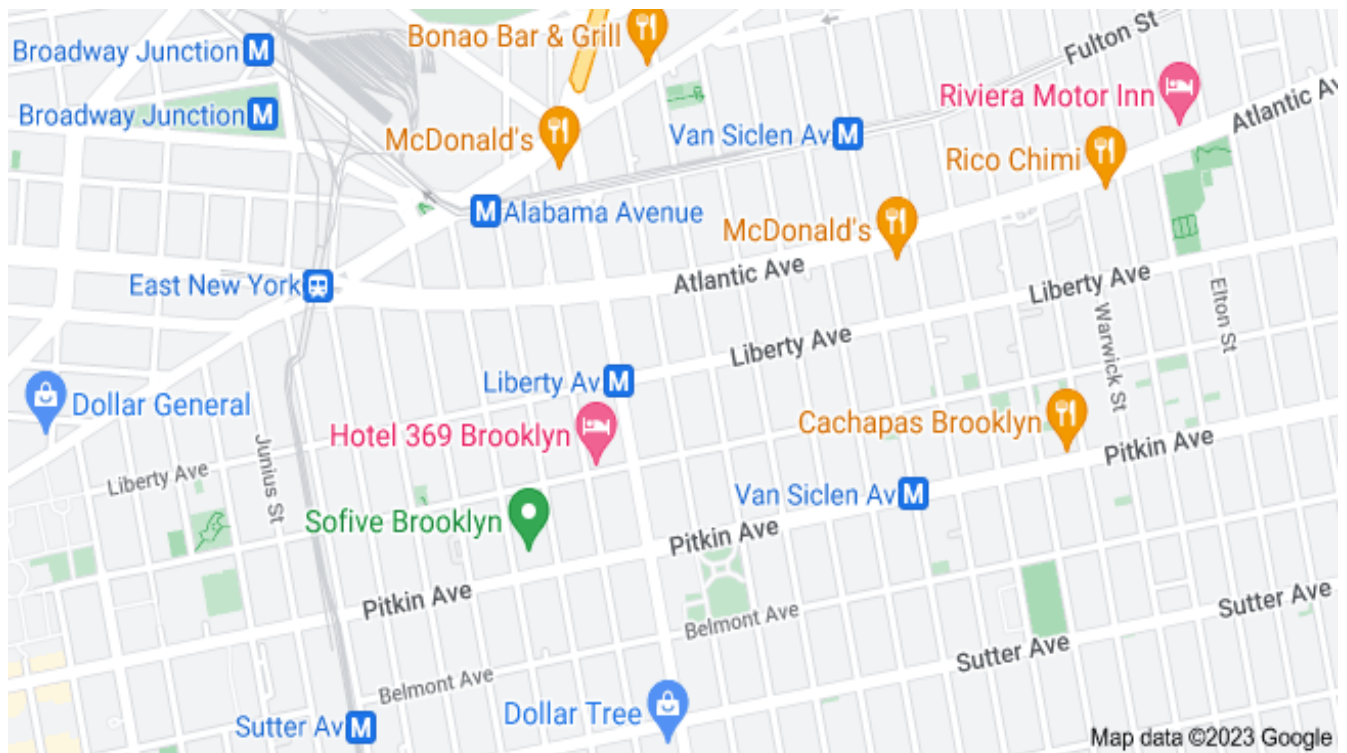 Broadway Junction M
Bonao Bar & Grill
Fulton St
Riviera Motor Inn
Broadway Junction M
Atlantic Av
McDonald's
Van Siclen Av M
Rico Chimi
M Alabama Avenue
McDonald's
East New York
Atlantic Ave
Liberty Ave
Elton St
Warwick St
Liberty Ave
Liberty Av M
Dollar General
Hotel 369 Brooklyn
Cachapas Brooklyn
Pitkin Ave
Liberty Ave
Junius St
Van Siclen Av M
Sofive Brooklyn
Pitkin Ave
Pitkin Ave
Sutter Ave
Belmont Ave
Sutter Ave
Belmont Ave
Dollar Tree
Sutter Av M
Map data ©2023 Google